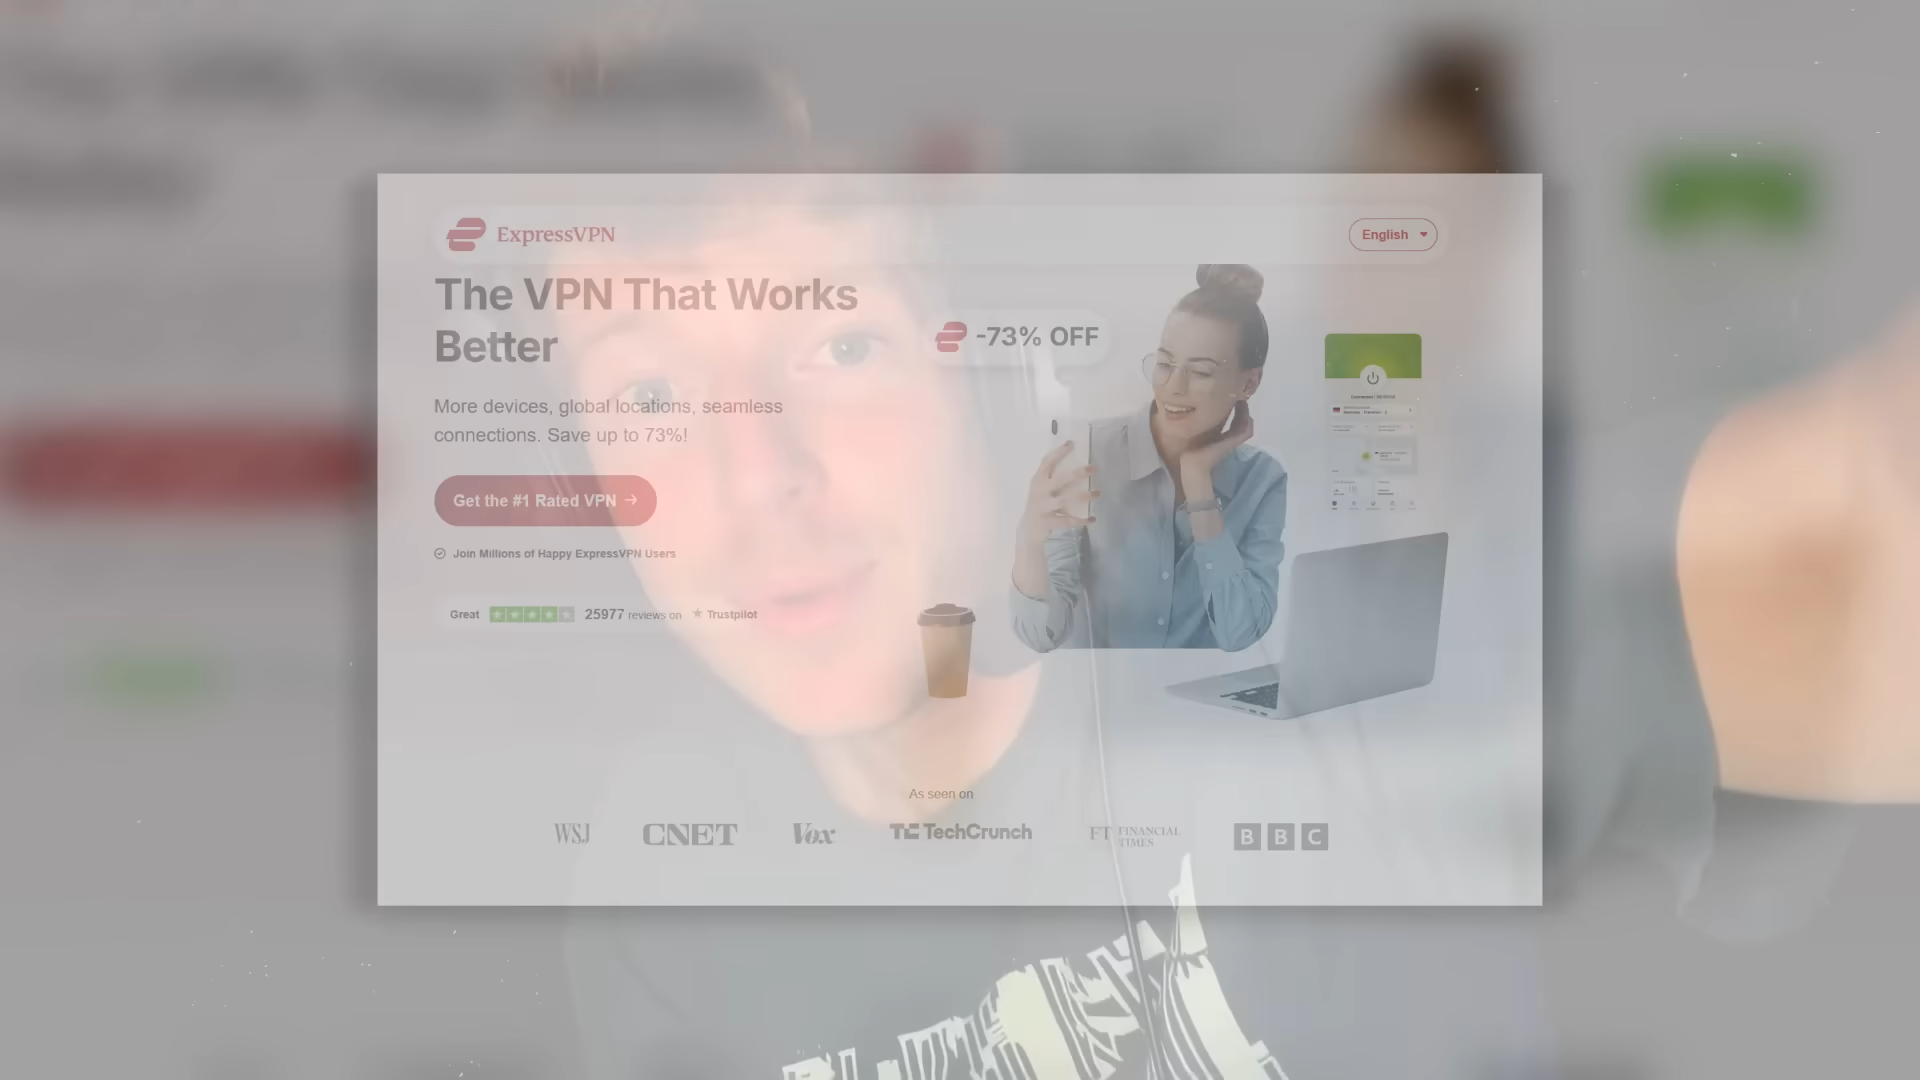 ExpressVPN
English
The VPN That Works
Better
-73% OFF
More devices, global locations, seamless
connections. Save up to 73%!
Get the #1 Rated VPN →
Join Millions of Happy ExpressVPN Users
Great
25977 reviews on
Trustpilot
As seen on
WSJ
CNET
Vox
TechCrunch
FT FINANCIAL
TIMES
BBC